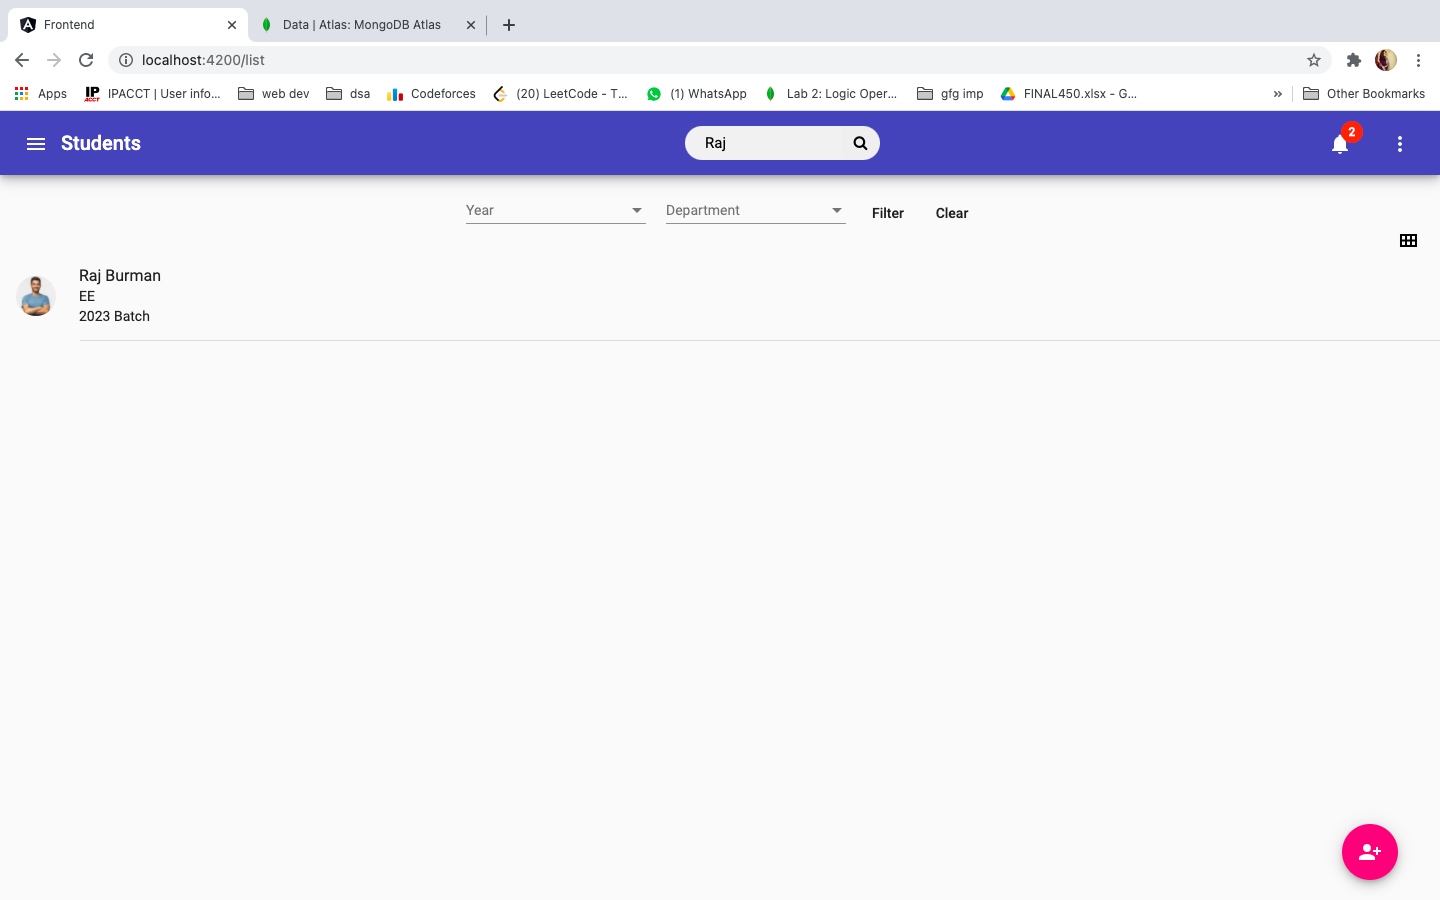 Frontend
Data | Atlas: MongoDB Atlas
localhost:4200/list
Apps
IPACCT | User info...
web dev
dsa
Codeforces
(20) LeetCode - T...
(1) WhatsApp
Lab 2: Logic Oper...
gfg imp
FINAL450.xlsx - G...
»
Other Bookmarks
Students
Raj
2
Year
Department
Filter
Clear
Raj Burman
EE
2023 Batch